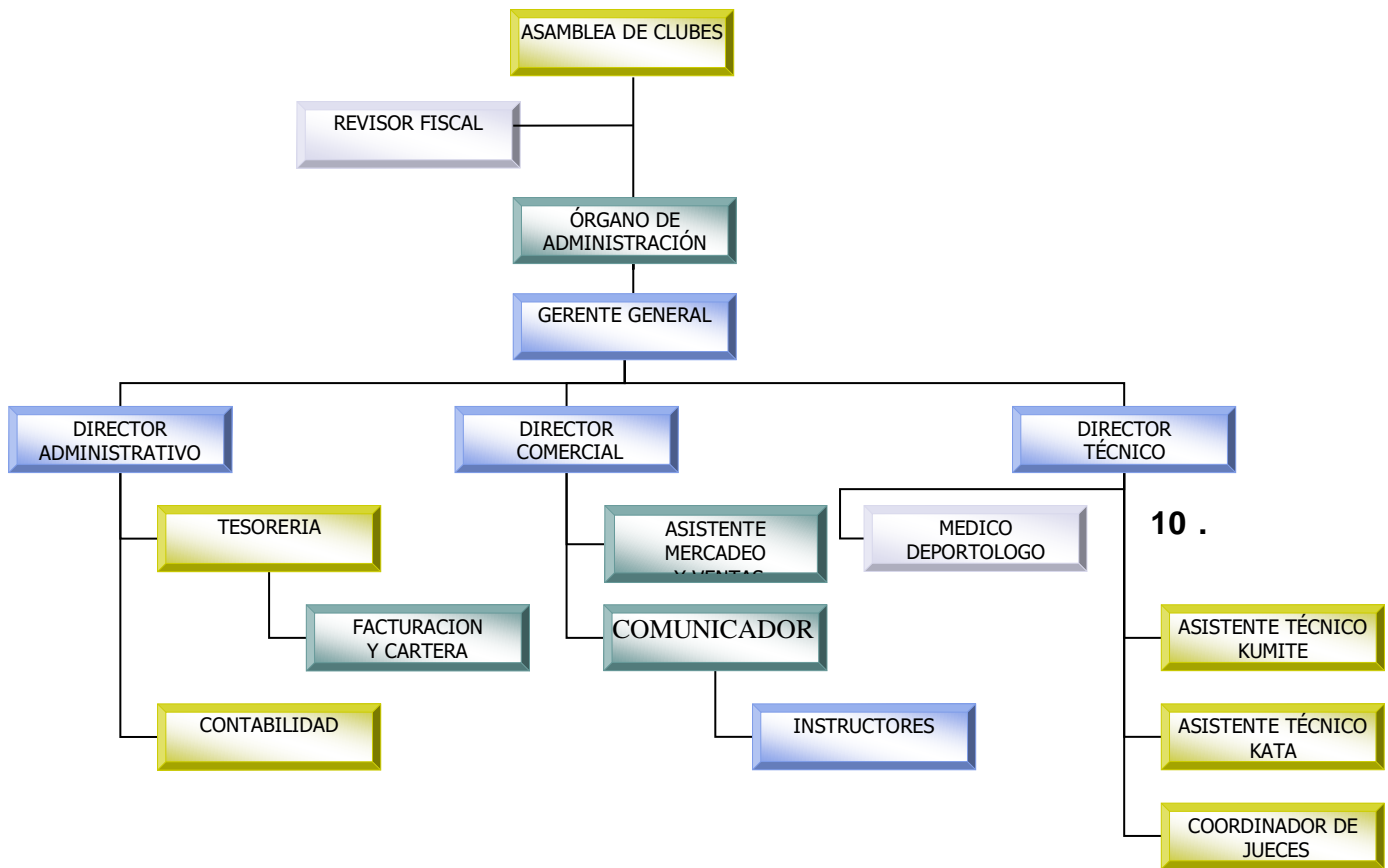 ASAMBLEA DE CLUBES
REVISOR FISCAL
ÓRGANO DE
ADMINISTRACIÓN
GERENTE GENERAL
DIRECTOR
ADMINISTRATIVO
DIRECTOR
COMERCIAL
DIRECTOR
TÉCNICO
TESORERIA
ASISTENTE
MERCADEO
Y VENTAS
MEDICO
DEPORTOLOGO
10 .
FACTURACION
Y CARTERA
COMUNICADOR
ASISTENTE TÉCNICO
KUMITE
CONTABILIDAD
INSTRUCTORES
ASISTENTE TÉCNICO
KATA
COORDINADOR DE
JUECES